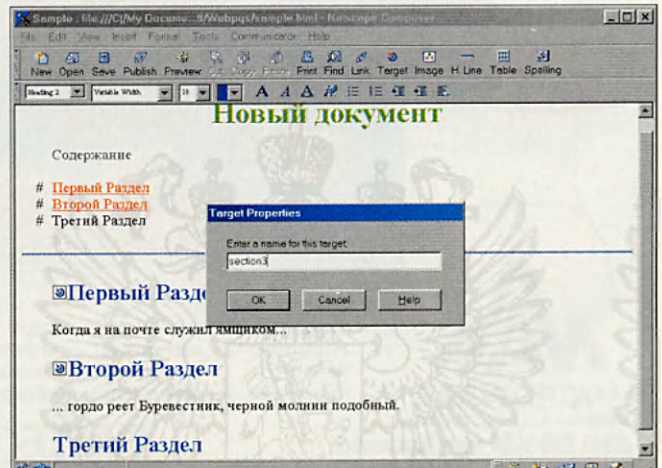 Sample : file:///C|/My Docume...s/Webpgs/sample.html - Netscape Composer
File Edit View Insert Format Tools Communicator Help
New Open Save Publish Preview Cut Copy Paste Print Find Link Target Image H.Line Table Spelling
Heading 2 Variable Width 18
Новый документ
Содержание
# Первый Раздел
# Второй Раздел
# Третий Раздел
Target Properties
Enter a name for this target:
section3
OK Cancel Help
Первый Разде
Когда я на почте служил ямщиком...
Второй Раздел
... гордо реет Буревестник, черной молнии подобный.
Третий Раздел